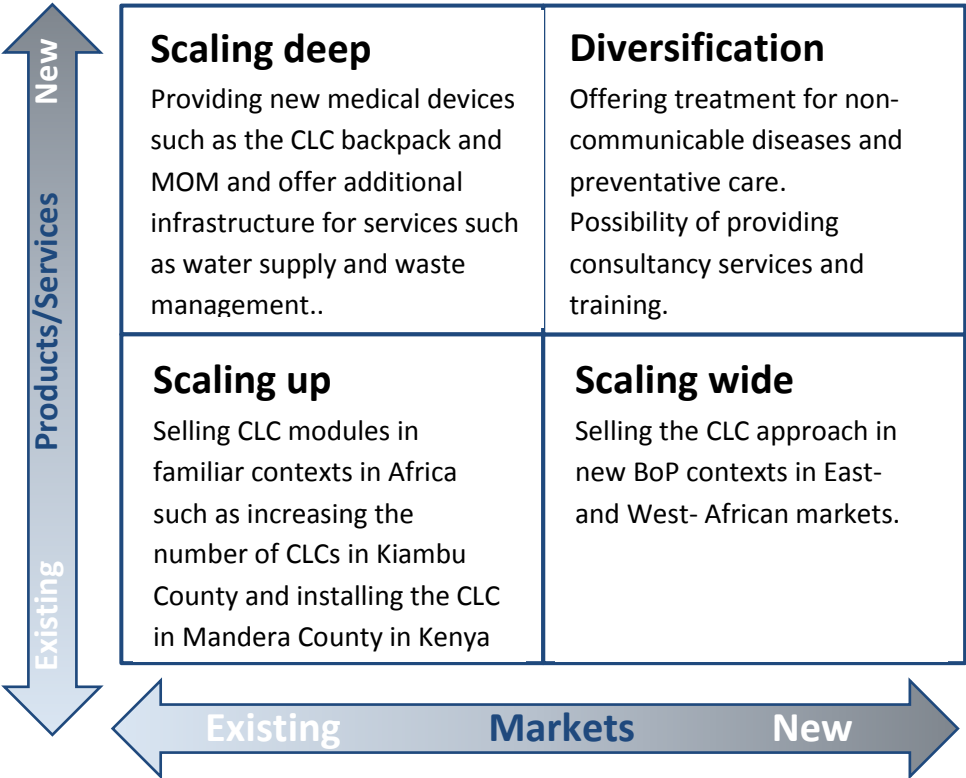 New
Products/Services
Existing
Scaling deep
Providing new medical devices
such as the CLC backpack and
MOM and offer additional
infrastructure for services such
as water supply and waste
management..
Diversification
Offering treatment for non-
communicable diseases and
preventative care.
Possibility of providing
consultancy services and
training.
Scaling up
Selling CLC modules in
familiar contexts in Africa
such as increasing the
number of CLCs in Kiambu
County and installing the CLC
in Mandera County in Kenya
Scaling wide
Selling the CLC approach in
new BoP contexts in East-
and West- African markets.
Existing Markets New